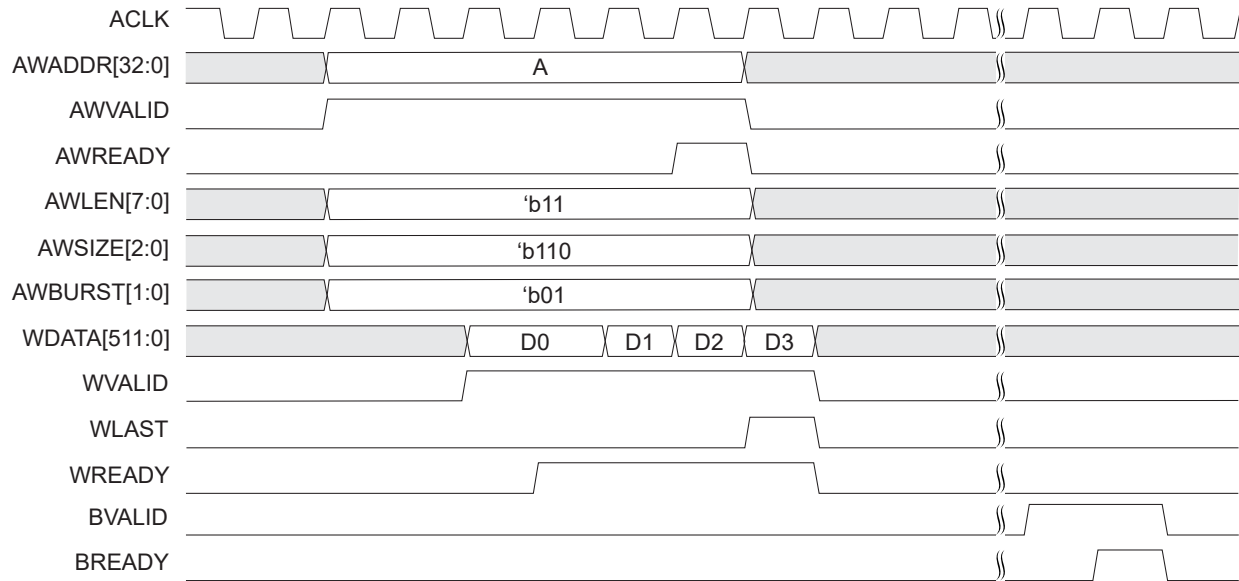 ACLK
AWADDR[32:0] A
AWVALID
AWREADY
AWLEN[7:0] ‘b11
AWSIZE[2:0] ‘b110
AWBURST[1:0] ‘b01
WDATA[511:0] D0 D1 D2 D3
WVALID
WLAST
WREADY
BVALID
BREADY